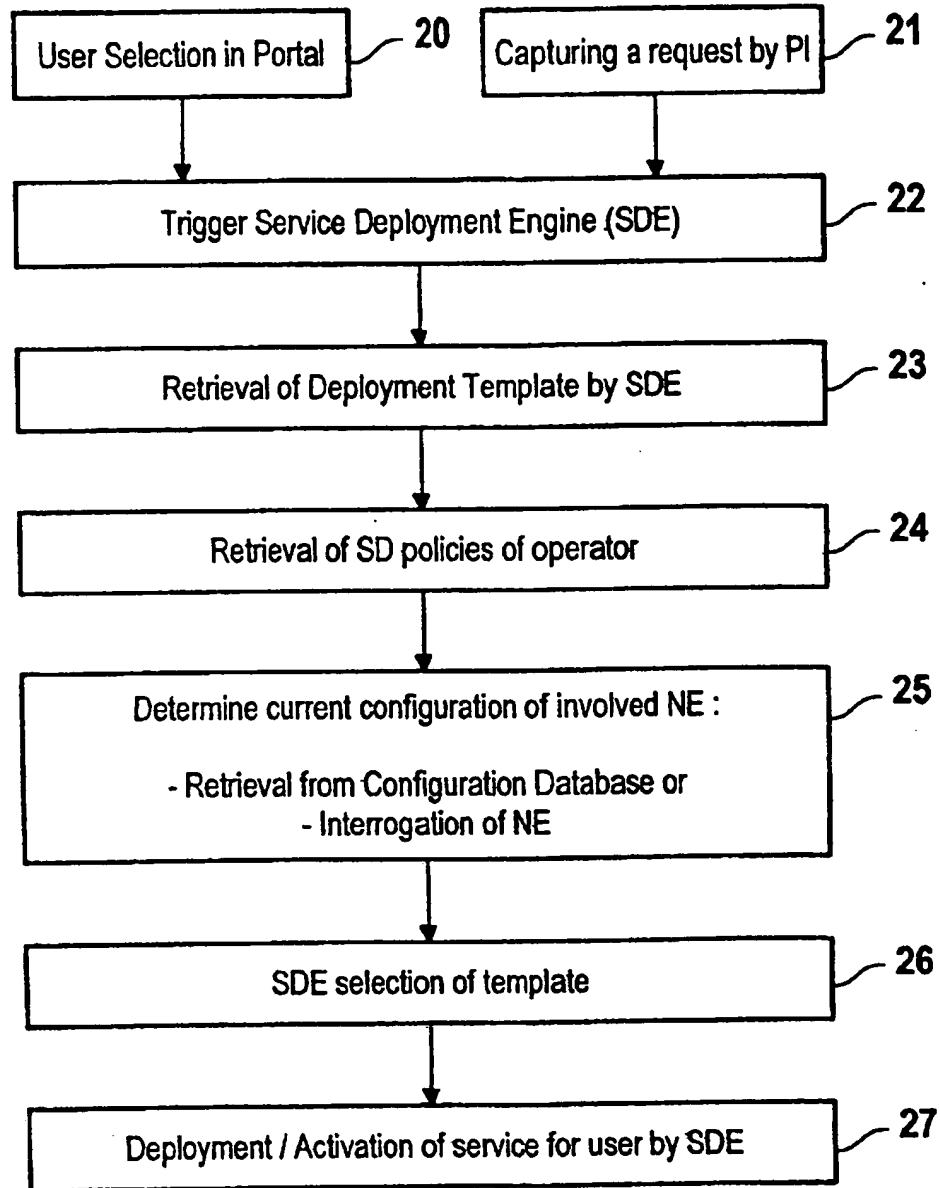 User Selection in Portal
20
Capturing a request by PI
21
Trigger Service Deployment Engine (SDE)
22
Retrieval of Deployment Template by SDE
23
Retrieval of SD policies of operator
24
Determine current configuration of involved NE :
25
- Retrieval from Configuration Database or
- Interrogation of NE
SDE selection of template
26
Deployment / Activation of service for user by SDE
27